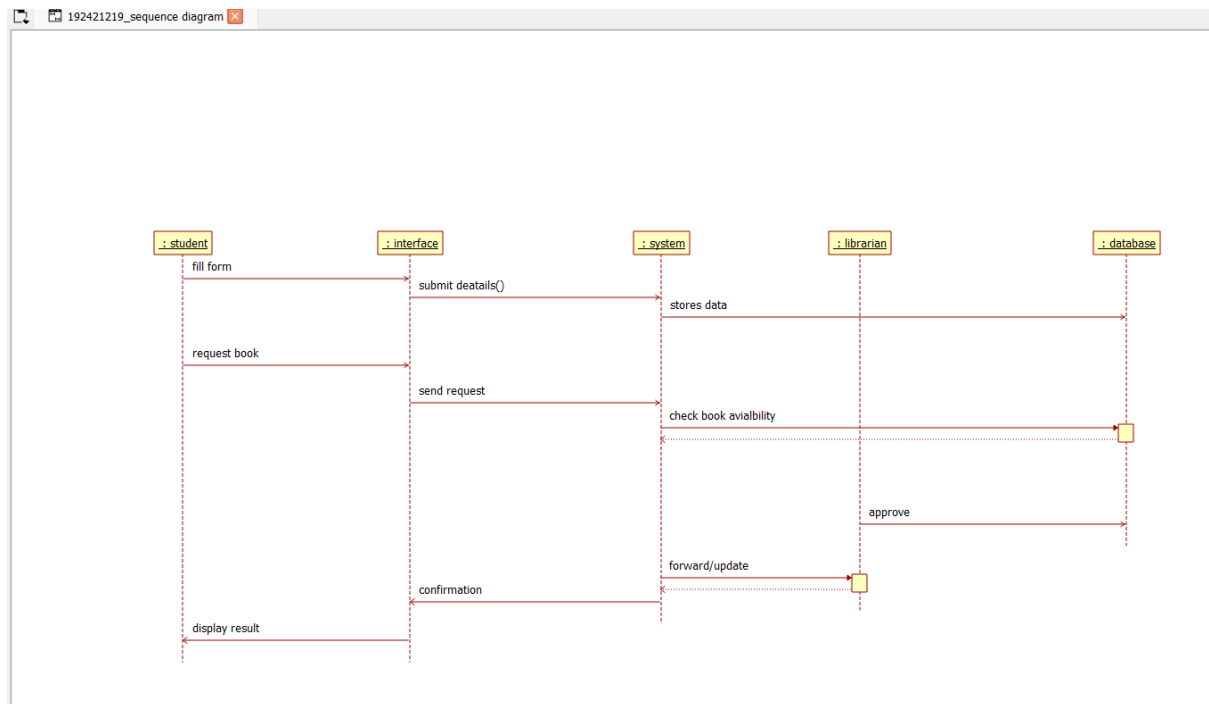 192421219_sequence diagram
: student
: interface
: system
: librarian
: database
fill form
submit deatails()
stores data
request book
send request
check book avialbility
approve
forward/update
confirmation
display result